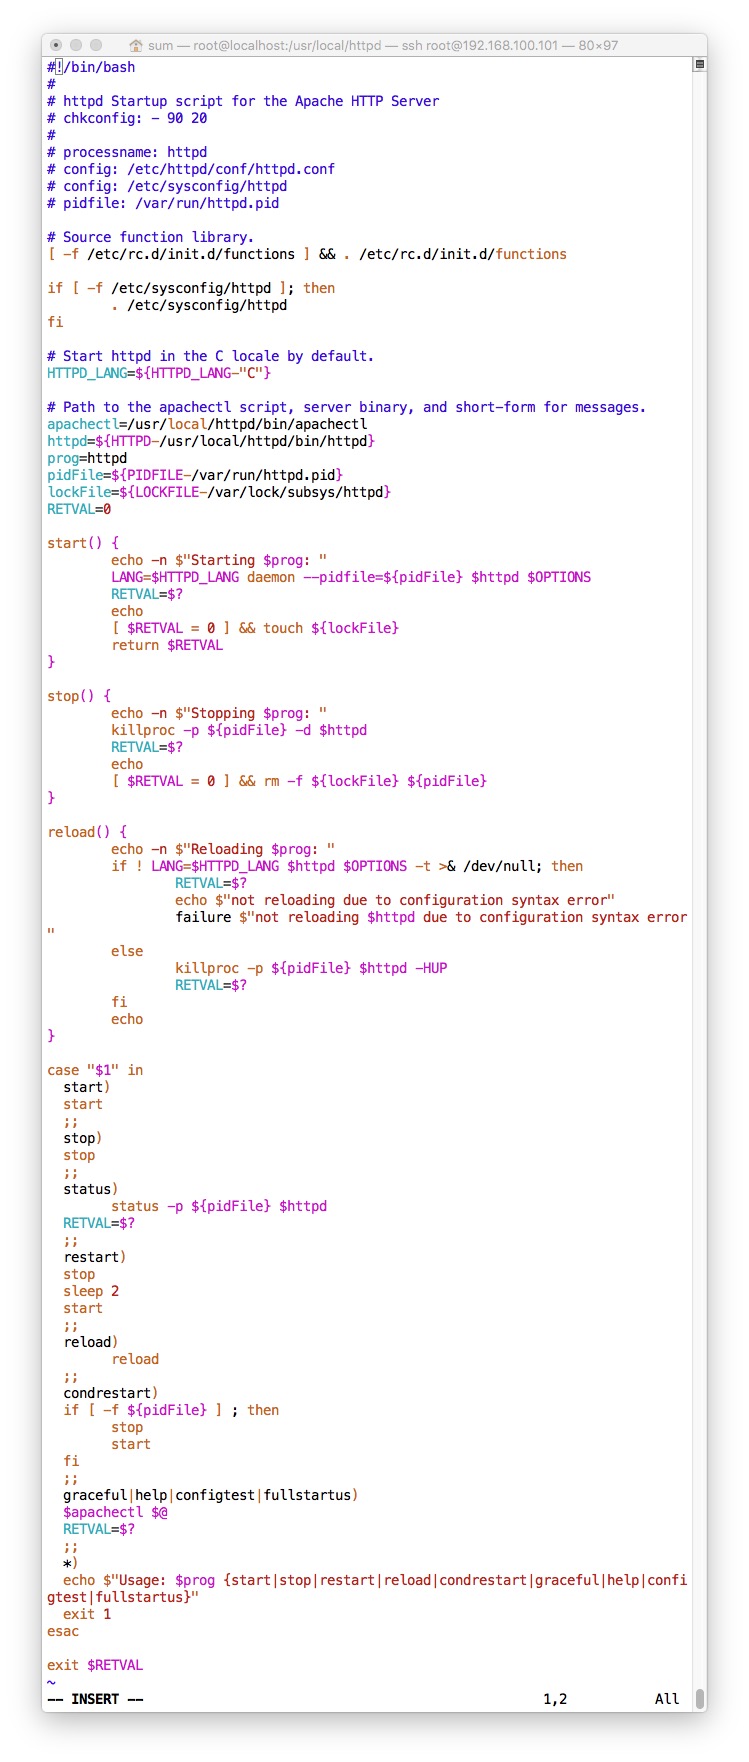 sum — root@localhost:/usr/local/httpd — ssh root@192.168.100.101 — 80×97
#!/bin/bash
#
# httpd Startup script for the Apache HTTP Server
# chkconfig: - 90 20
#
# processname: httpd
# config: /etc/httpd/conf/httpd.conf
# config: /etc/sysconfig/httpd
# pidfile: /var/run/httpd.pid

# Source function library.
[ -f /etc/rc.d/init.d/functions ] && . /etc/rc.d/init.d/functions

if [ -f /etc/sysconfig/httpd ]; then
        . /etc/sysconfig/httpd
fi

# Start httpd in the C locale by default.
HTTPD_LANG=${HTTPD_LANG-"C"}

# Path to the apachectl script, server binary, and short-form for messages.
apachectl=/usr/local/httpd/bin/apachectl
httpd=${HTTPD-/usr/local/httpd/bin/httpd}
prog=httpd
pidFile=${PIDFILE-/var/run/httpd.pid}
lockFile=${LOCKFILE-/var/lock/subsys/httpd}
RETVAL=0

start() {
        echo -n $"Starting $prog: "
        LANG=$HTTPD_LANG daemon --pidfile=${pidFile} $httpd $OPTIONS
        RETVAL=$?
        echo
        [ $RETVAL = 0 ] && touch ${lockFile}
        return $RETVAL
}

stop() {
        echo -n $"Stopping $prog: "
        killproc -p ${pidFile} -d $httpd
        RETVAL=$?
        echo
        [ $RETVAL = 0 ] && rm -f ${lockFile} ${pidFile}
}

reload() {
        echo -n $"Reloading $prog: "
        if ! LANG=$HTTPD_LANG $httpd $OPTIONS -t >& /dev/null; then
                RETVAL=$?
                echo $"not reloading due to configuration syntax error"
                failure $"not reloading $httpd due to configuration syntax error
"
        else
                killproc -p ${pidFile} $httpd -HUP
                RETVAL=$?
        fi
        echo
}

case "$1" in
  start)
  start
  ;;
  stop)
  stop
  ;;
  status)
        status -p ${pidFile} $httpd
  RETVAL=$?
  ;;
  restart)
  stop
  sleep 2
  start
  ;;
  reload)
        reload
  ;;
  condrestart)
  if [ -f ${pidFile} ] ; then
        stop
        start
  fi
  ;;
  graceful|help|configtest|fullstartus)
  $apachectl $@
  RETVAL=$?
  ;;
  *)
  echo $"Usage: $prog {start|stop|restart|reload|condrestart|graceful|help|confi
gtest|fullstartus}"
  exit 1
esac

exit $RETVAL
~
-- INSERT --                                                  1,2           All